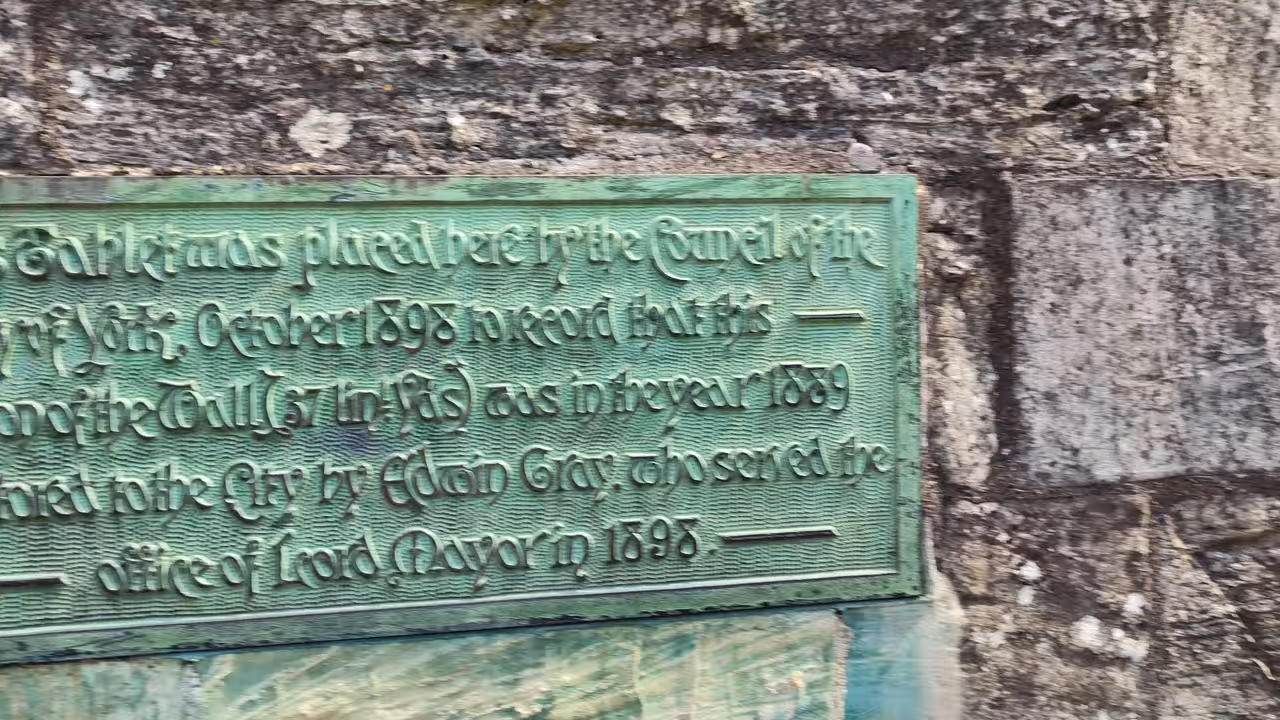 s Tablet was placed here by the Council of the
y of York, October 1898 to record that this
on of the Wall (37 lin: Yds) was in the year 1889
tored to the City by Edwin Gray, who served the
office of Lord Mayor in 1898.